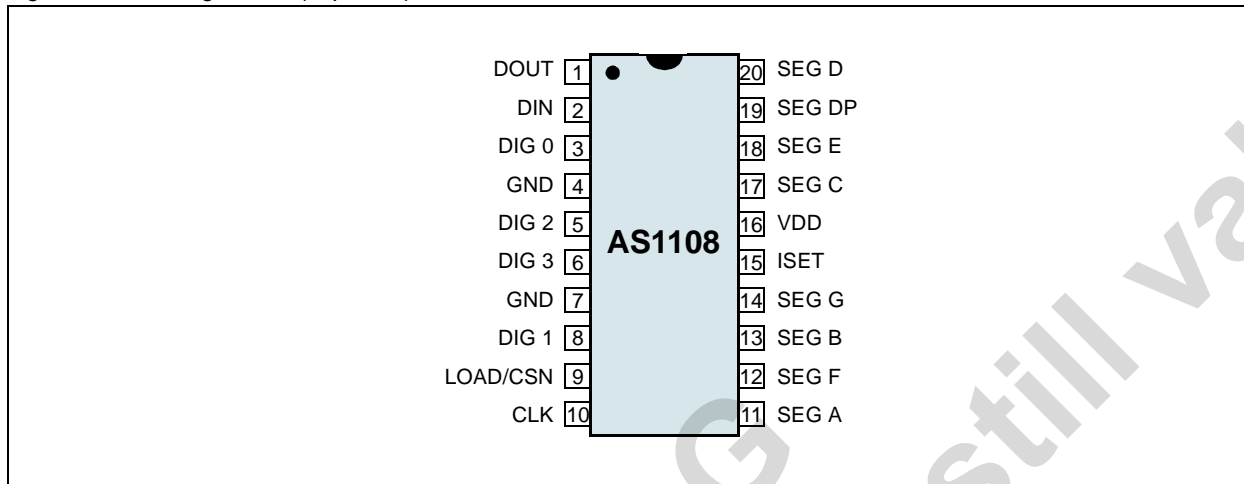 DOUT 1 20 SEG D
DIN 2 19 SEG DP
DIG 0 3 18 SEG E
GND 4 17 SEG C
DIG 2 5 16 VDD
AS1108
DIG 3 6 15 ISET
GND 7 14 SEG G
DIG 1 8 13 SEG B
LOAD/CSN 9 12 SEG F
CLK 10 11 SEG A
G
still